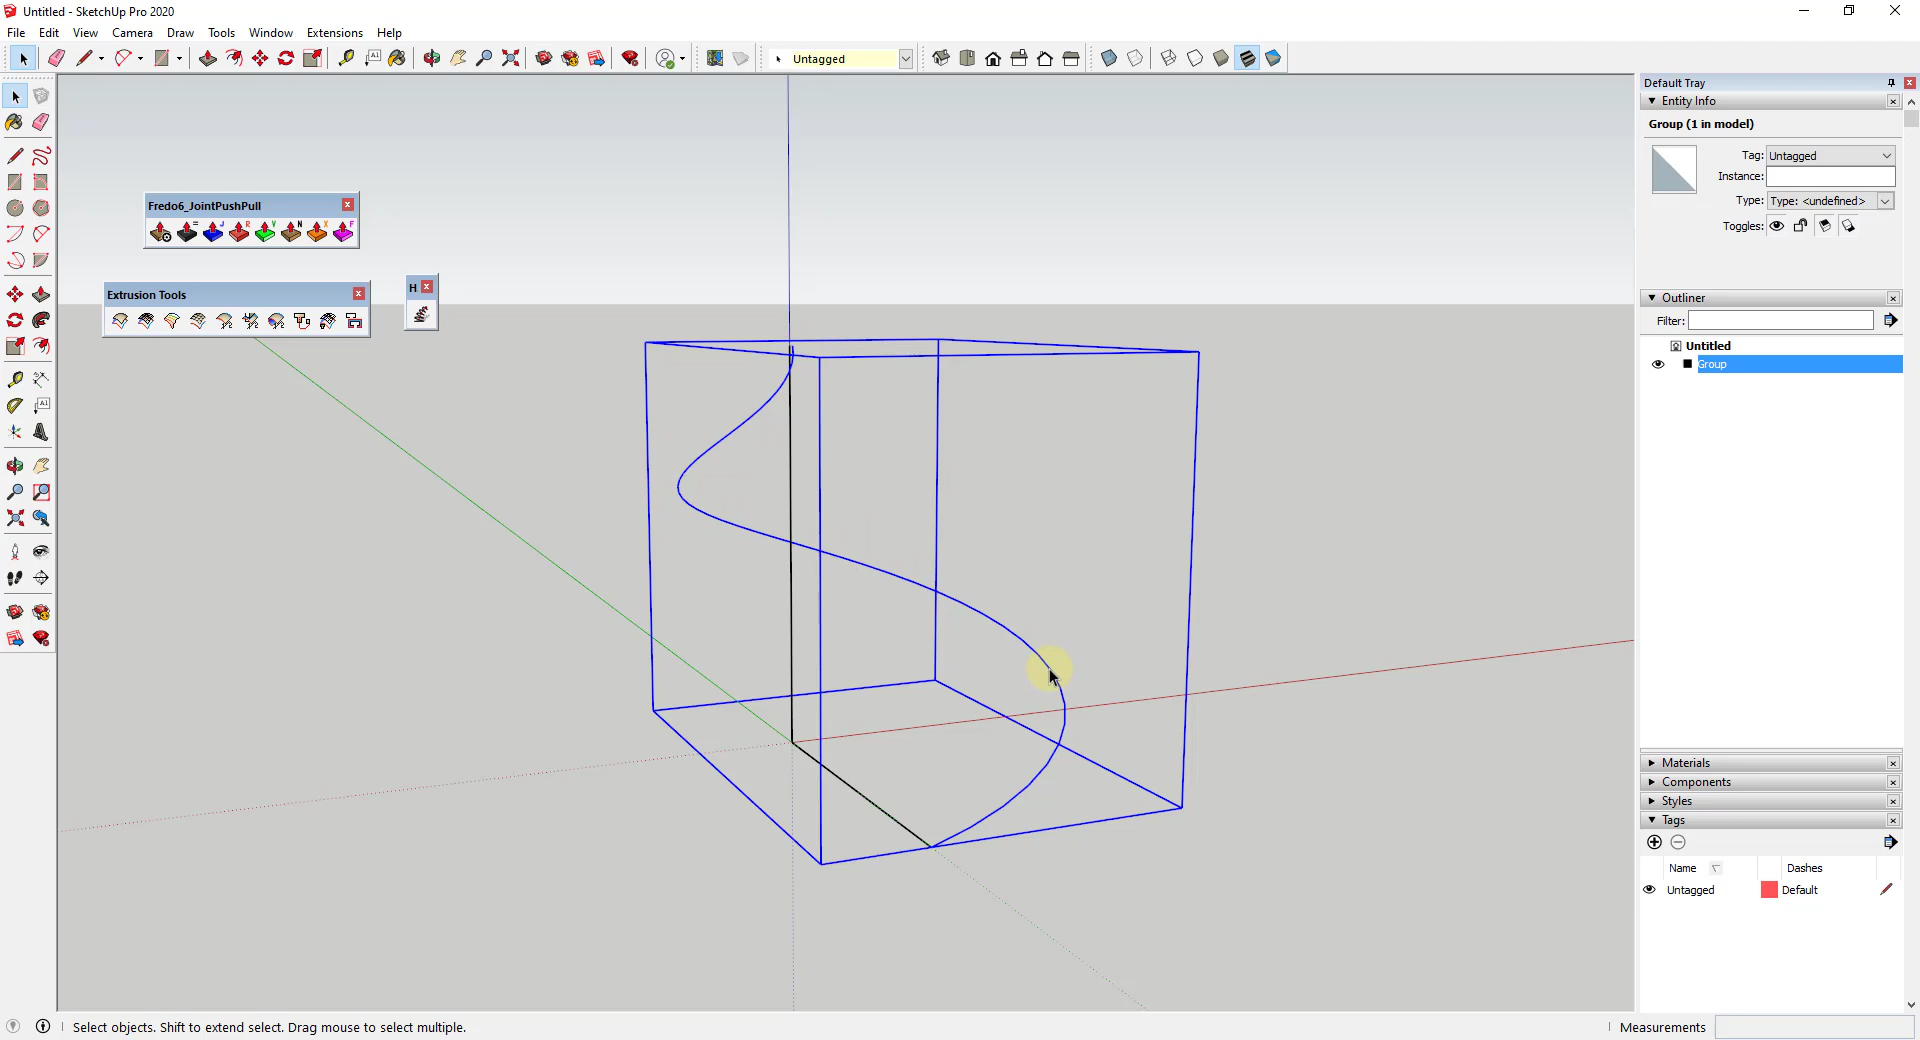 Untitled - SketchUp Pro 2020
File Edit View Camera Draw Tools Window Extensions Help
Untagged
Default Tray
Entity Info
Group (1 in model)
Tag: Untagged
Instance:
Type: Type: <undefined>
Toggles:
Fredo6_JointPushPull
Extrusion Tools
H
Outliner
Filter:
Untitled
Group
Materials
Components
Styles
Tags
Name Dashes
Untagged Default
Select objects. Shift to extend select. Drag mouse to select multiple.
Measurements